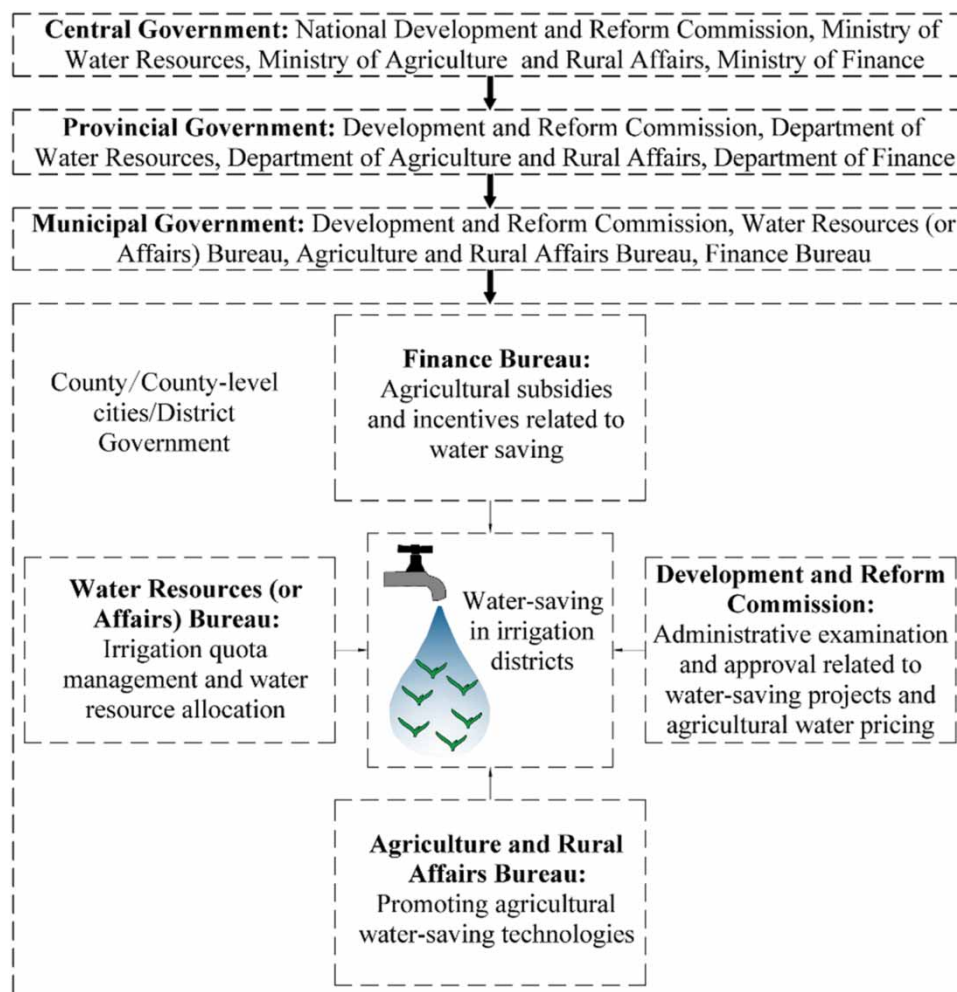 Central Government: National Development and Reform Commission, Ministry of
Water Resources, Ministry of Agriculture and Rural Affairs, Ministry of Finance
Provincial Government: Development and Reform Commission, Department of
Water Resources, Department of Agriculture and Rural Affairs, Department of Finance
Municipal Government: Development and Reform Commission, Water Resources (or
Affairs) Bureau, Agriculture and Rural Affairs Bureau, Finance Bureau
County/County-level
cities/District
Government
Finance Bureau:
Agricultural subsidies
and incentives related to
water saving
Water Resources (or
Affairs) Bureau:
Irrigation quota
management and water
resource allocation
Water-saving
in irrigation
districts
Development and Reform
Commission:
Administrative examination
and approval related to
water-saving projects and
agricultural water pricing
Agriculture and Rural
Affairs Bureau:
Promoting agricultural
water-saving technologies